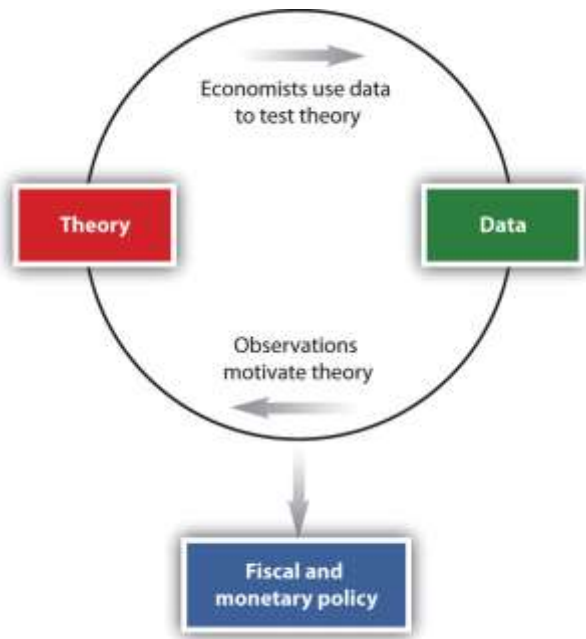 Economists use data
to test theory
Theory
Data
Observations
motivate theory
Fiscal and
monetary policy